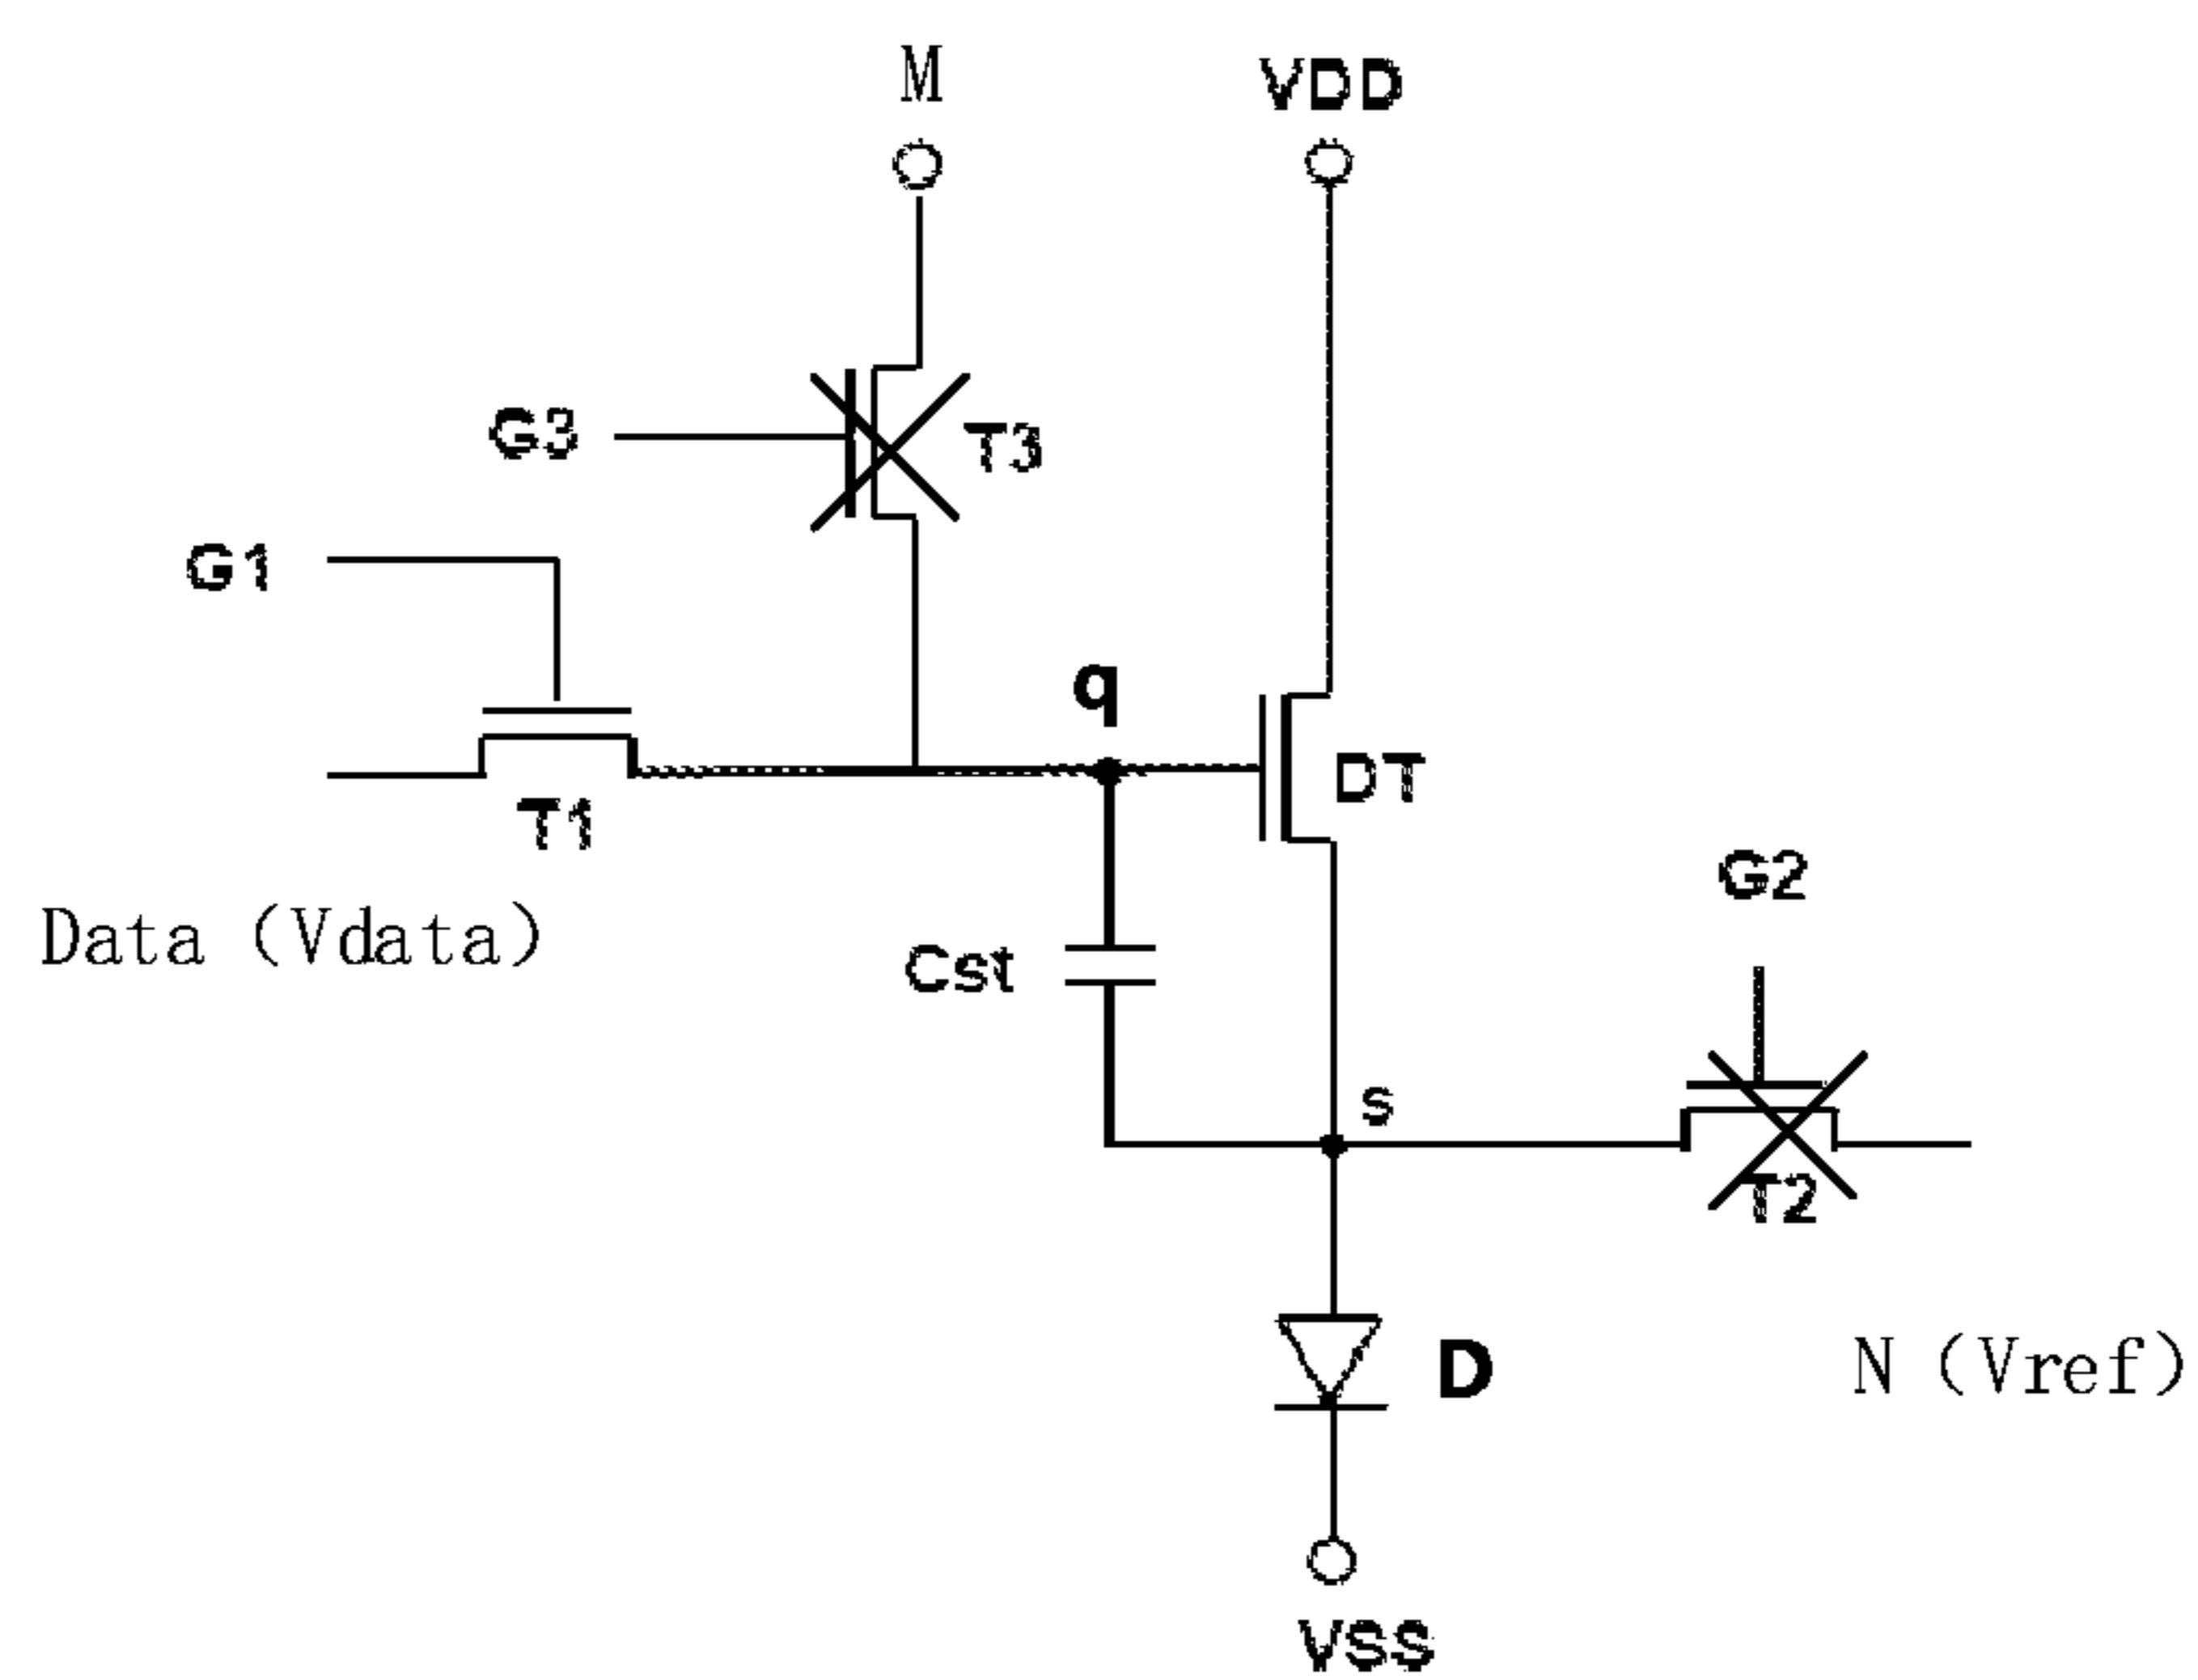 M
VDD
G3
T3
G1
q
DT
T1
G2
Data (Vdata)
Cst
s
T2
D
N (Vref)
VSS